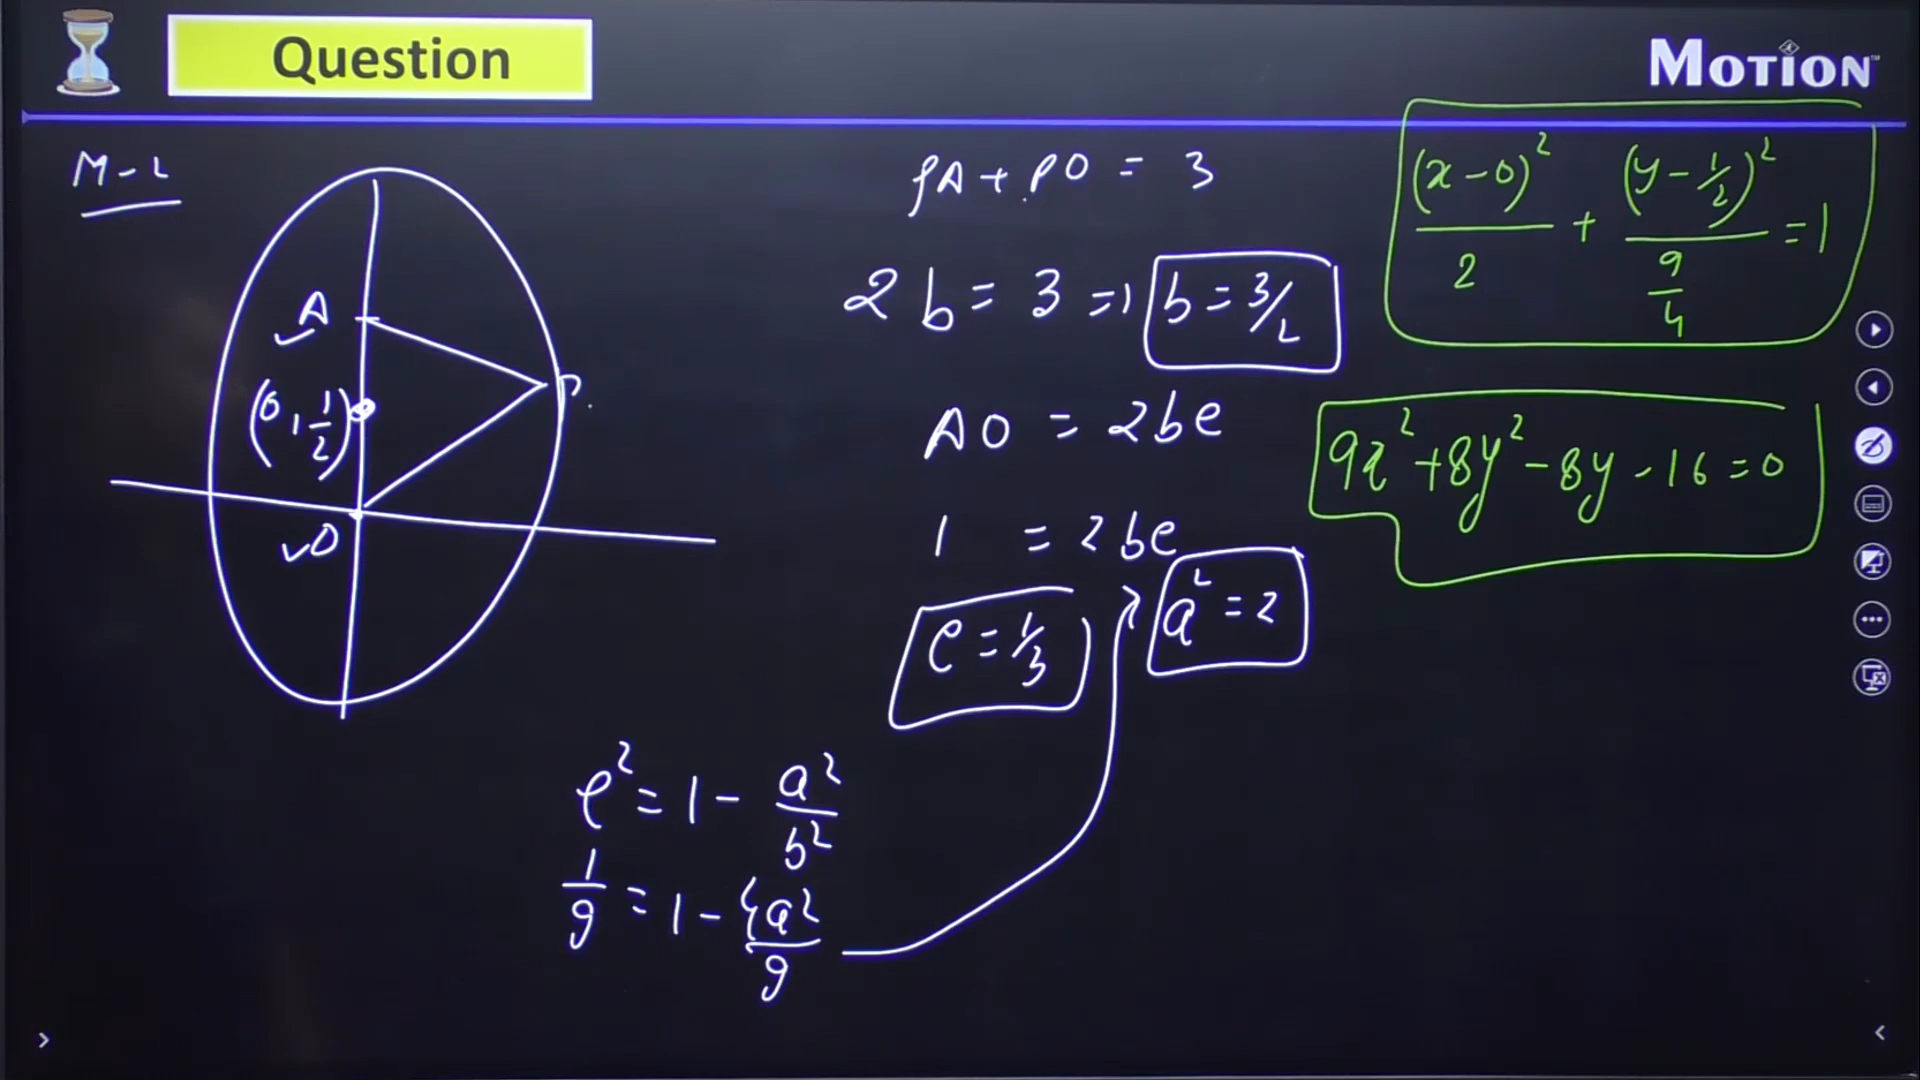 Question
MOTION™
M-2
A
(0, 1/2)
O
P
PA + PO = 3
2b = 3 ⇒ b = 3/2
AO = 2be
1 = 2be
e = 1/3
a² = 2
e² = 1 - a²/b²
1/9 = 1 - 4a²/9
(x-0)²/2 + (y-1/2)²/(9/4) = 1
9x² + 8y² - 8y - 16 = 0